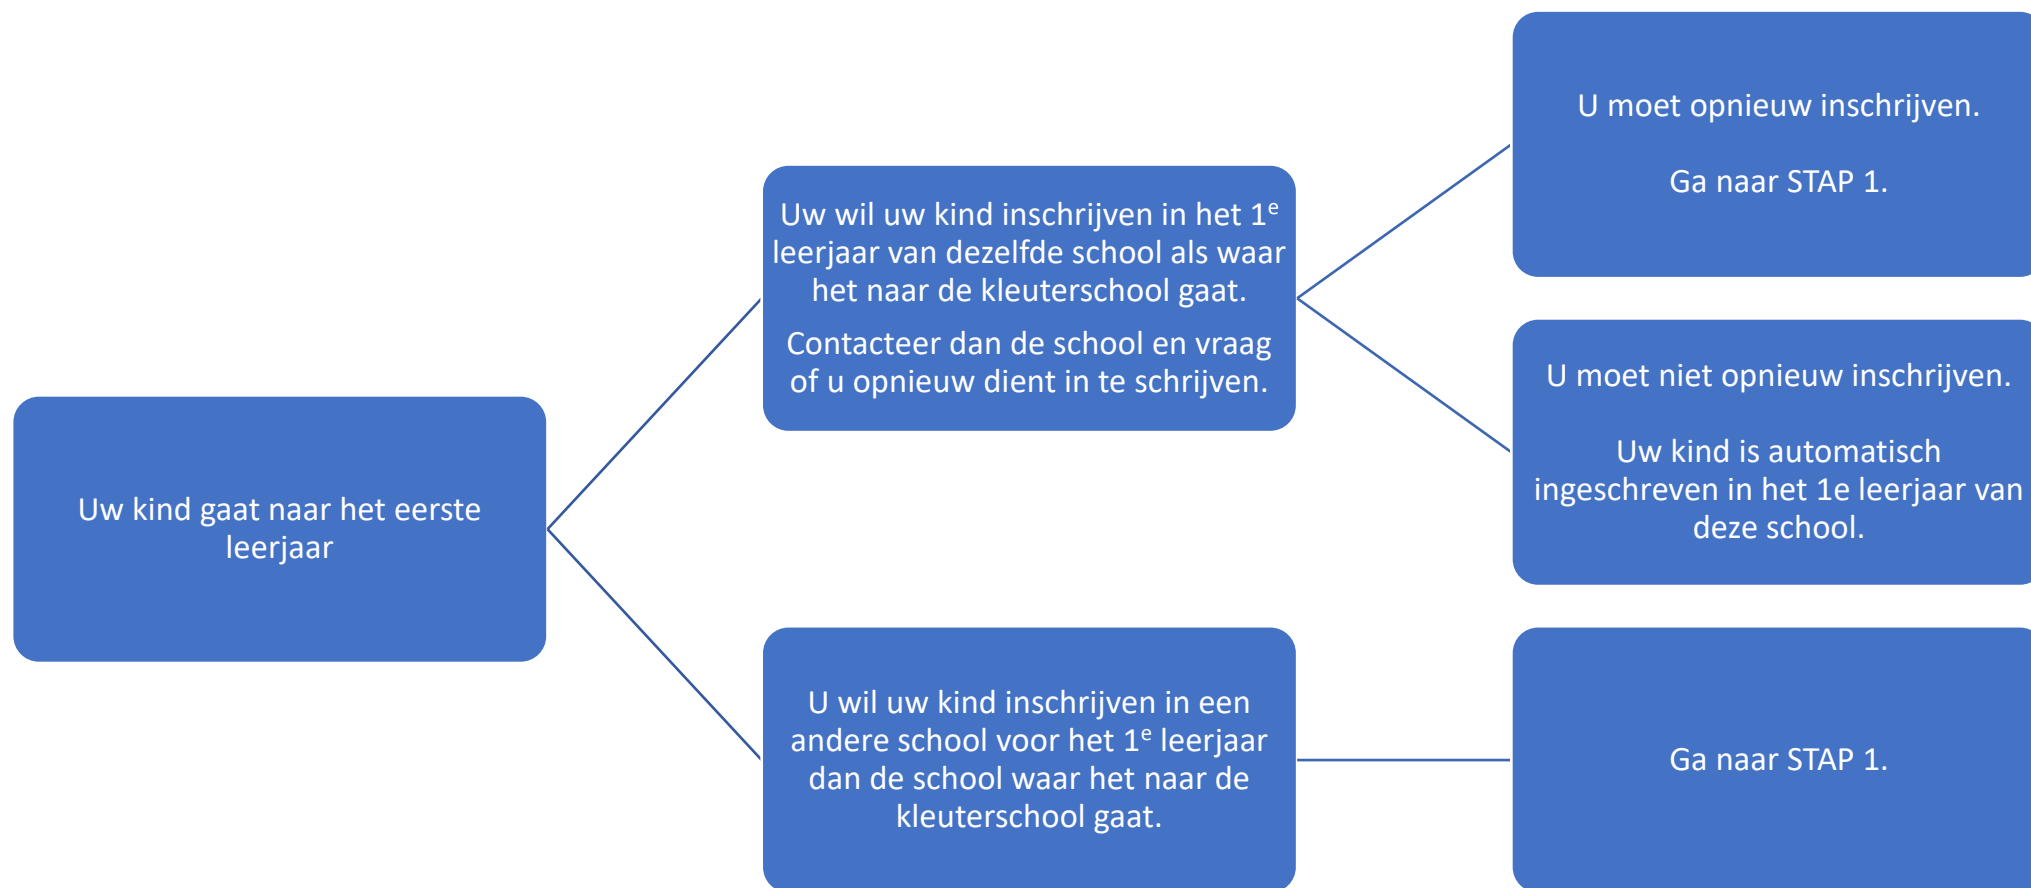 Uw kind gaat naar het eerste
leerjaar
Uw wil uw kind inschrijven in het 1e
leerjaar van dezelfde school als waar
het naar de kleuterschool gaat.
Contacteer dan de school en vraag
of u opnieuw dient in te schrijven.
U moet opnieuw inschrijven.
Ga naar STAP 1.
U moet niet opnieuw inschrijven.
Uw kind is automatisch
ingeschreven in het 1e leerjaar van
deze school.
U wil uw kind inschrijven in een
andere school voor het 1e leerjaar
dan de school waar het naar de
kleuterschool gaat.
Ga naar STAP 1.